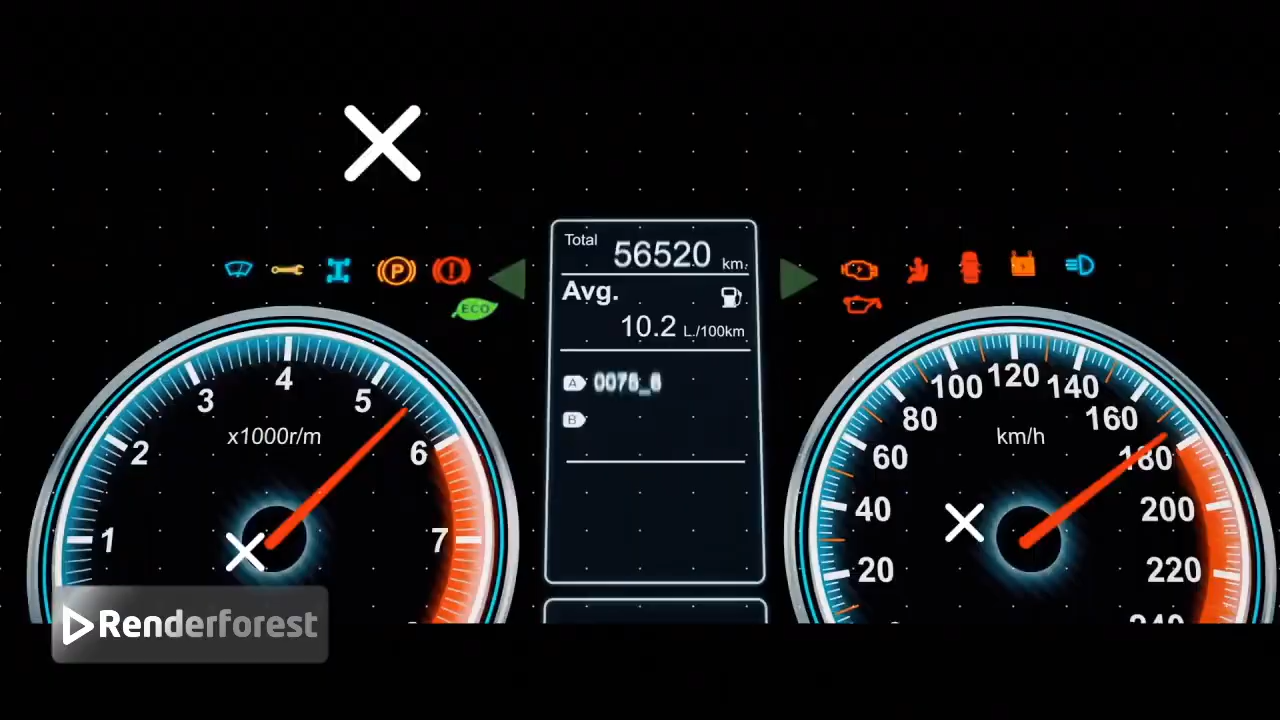 Total 56520 km.
Avg.
10.2 L./100km
P
ECO
A
B
x1000r/m
1
2
3
4
5
6
7
km/h
20
40
60
80
100
120
140
160
180
200
220
Renderforest